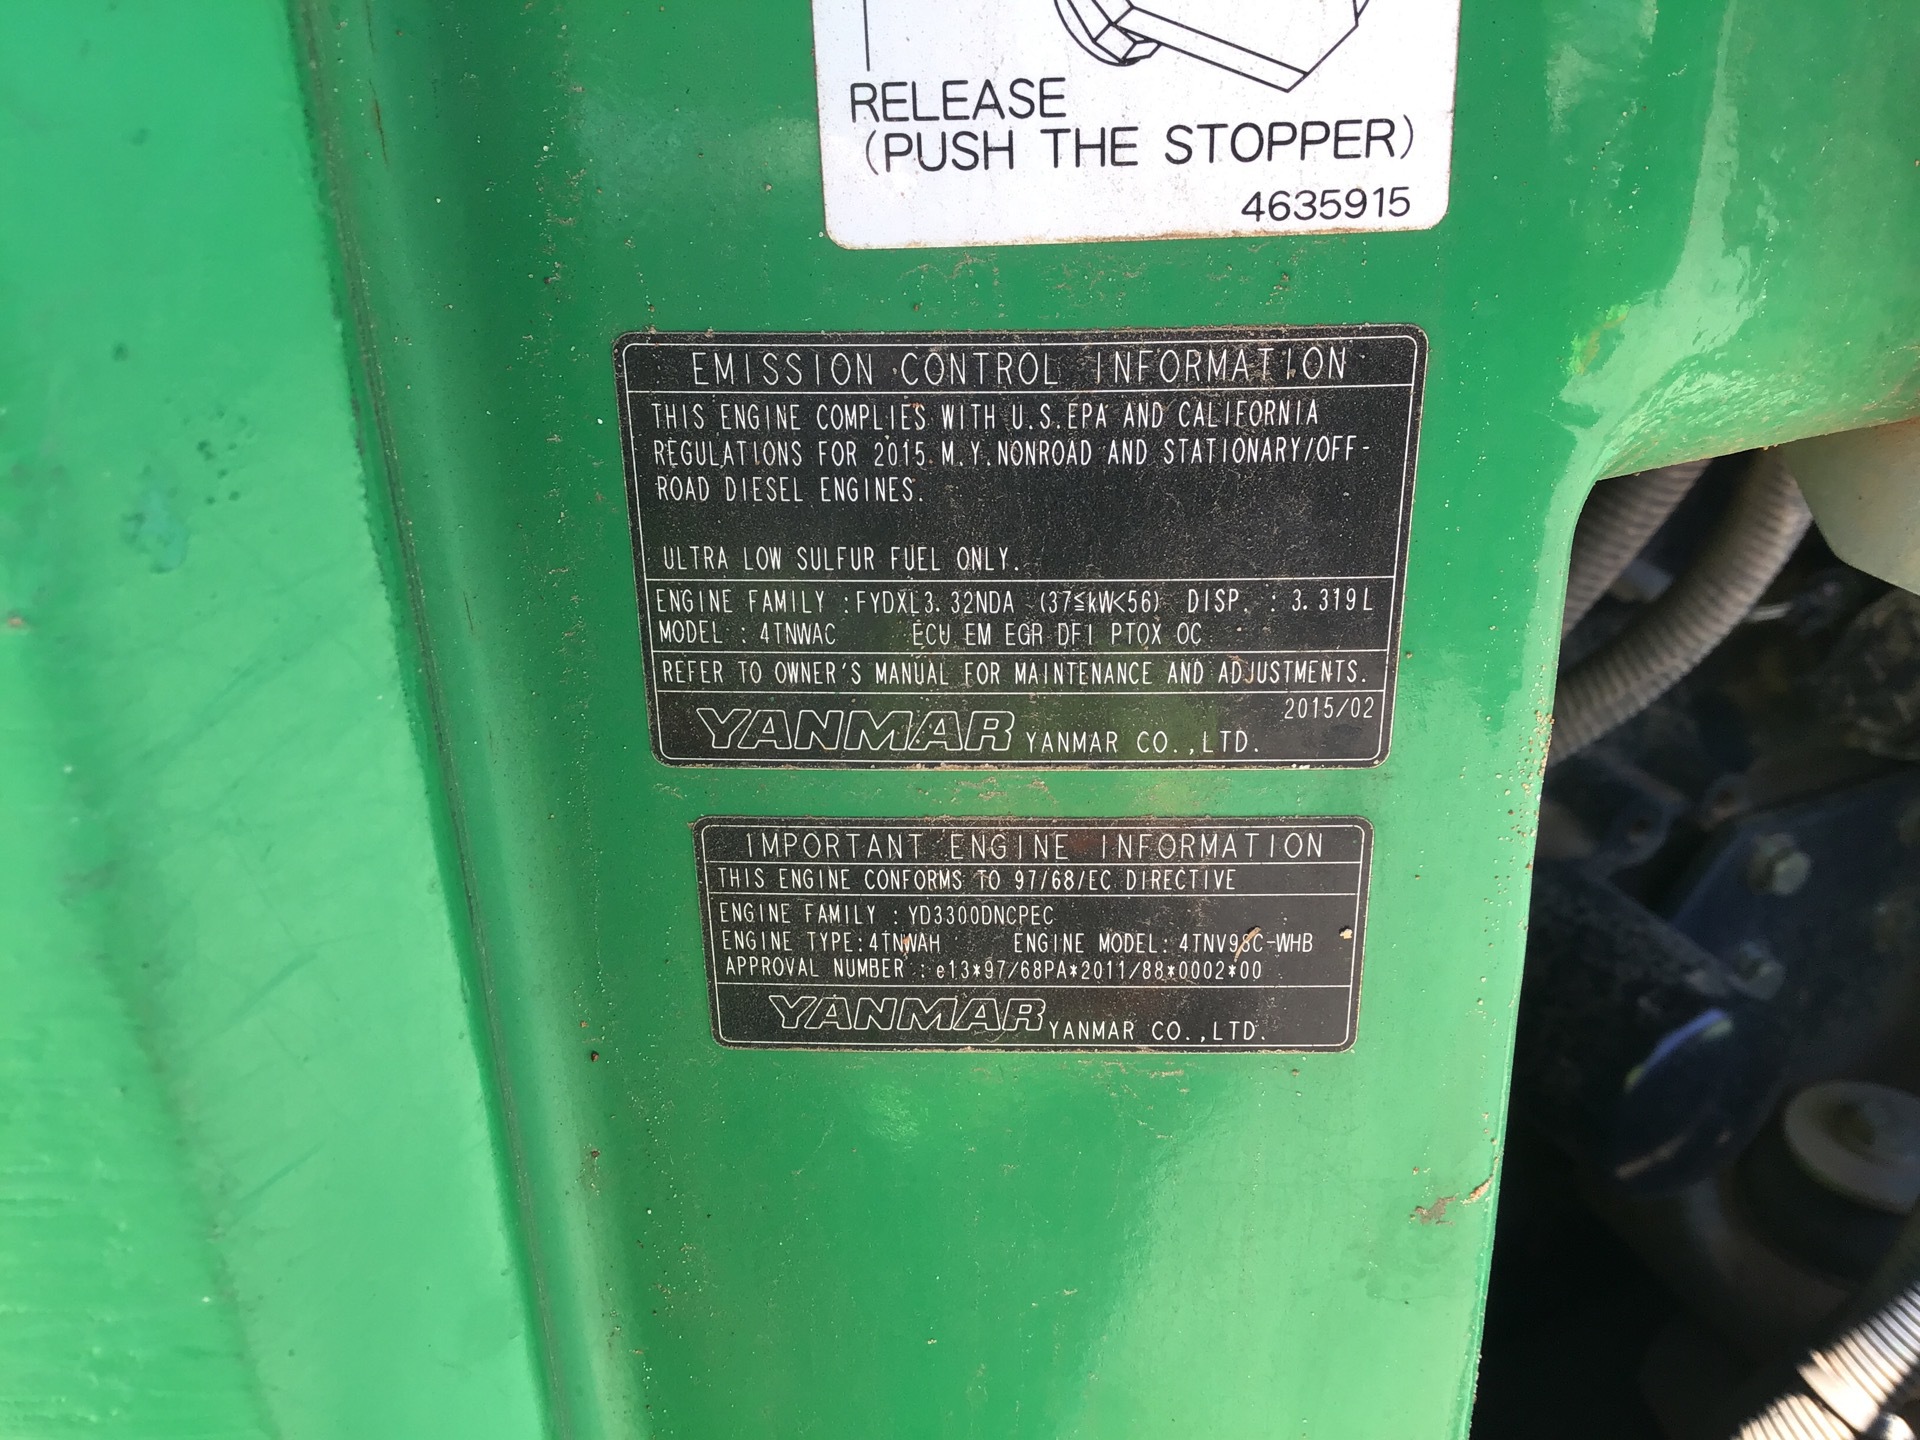 RELEASE
(PUSH THE STOPPER)
4635915
EMISSION CONTROL INFORMATION
THIS ENGINE COMPLIES WITH U.S.EPA AND CALIFORNIA
REGULATIONS FOR 2015 M.Y.NONROAD AND STATIONARY/OFF-
ROAD DIESEL ENGINES.
ULTRA LOW SULFUR FUEL ONLY.
ENGINE FAMILY :FYDXL3.32NDA (37≦kW<56) DISP. : 3.319L
MODEL : 4TNWAC ECU EM EGR DFI PTOX OC
REFER TO OWNER'S MANUAL FOR MAINTENANCE AND ADJUSTMENTS.
2015/02
YANMAR YANMAR CO.,LTD.
IMPORTANT ENGINE INFORMATION
THIS ENGINE CONFORMS TO 97/68/EC DIRECTIVE
ENGINE FAMILY : YD3300DNCPEC
ENGINE TYPE:4TNWAH ENGINE MODEL: 4TNV98C-WHB
APPROVAL NUMBER : e13*97/68PA*2011/88*0002*00
YANMAR YANMAR CO.,LTD.